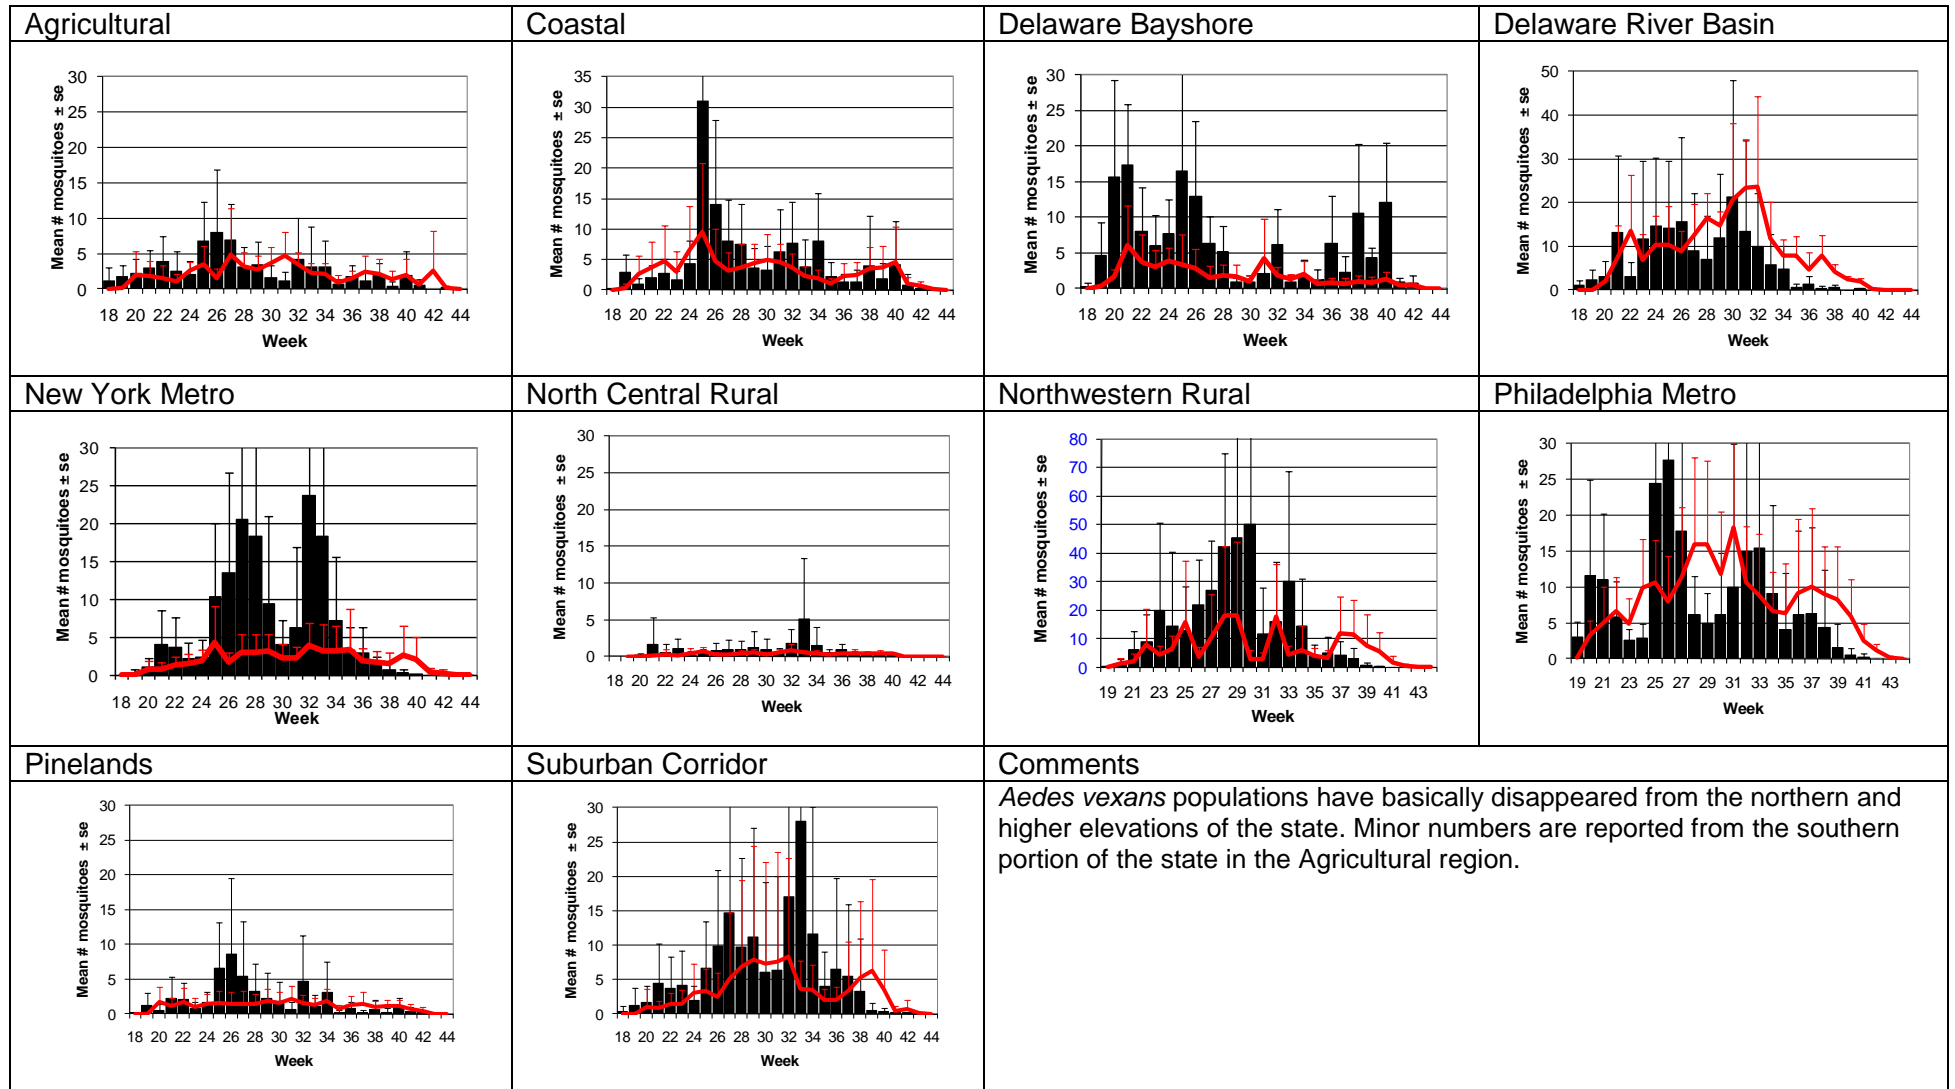 Agricultural
Mean # mosquitoes ± se
30
25
20
15
10
5
0
18 20 22 24 26 28 30 32 34 36 38 40 42 44
Week
Coastal
Mean # mosquitoes ± se
35
30
25
20
15
10
5
0
18 20 22 24 26 28 30 32 34 36 38 40 42 44
Week
Delaware Bayshore
Mean # mosquitoes ± se
30
25
20
15
10
5
0
18 20 22 24 26 28 30 32 34 36 38 40 42 44
Week
Delaware River Basin
Mean # mosquitoes ± se
50
40
30
20
10
0
18 20 22 24 26 28 30 32 34 36 38 40 42 44
Week
New York Metro
Mean # mosquitoes ± se
30
25
20
15
10
5
0
18 20 22 24 26 28 30 32 34 36 38 40 42 44
Week
North Central Rural
Mean # mosquitoes ± se
30
25
20
15
10
5
0
18 20 22 24 26 28 30 32 34 36 38 40 42 44
Week
Northwestern Rural
Mean # mosquitoes ± se
80
70
60
50
40
30
20
10
0
19 21 23 25 27 29 31 33 35 37 39 41 43
Week
Philadelphia Metro
Mean # mosquitoes ± se
30
25
20
15
10
5
0
19 21 23 25 27 29 31 33 35 37 39 41 43
Week
Pinelands
Mean # mosquitoes ± se
30
25
20
15
10
5
0
18 20 22 24 26 28 30 32 34 36 38 40 42 44
Week
Suburban Corridor
Mean # mosquitoes ± se
30
25
20
15
10
5
0
18 20 22 24 26 28 30 32 34 36 38 40 42 44
Week
Comments
Aedes vexans populations have basically disappeared from the northern and
higher elevations of the state. Minor numbers are reported from the southern
portion of the state in the Agricultural region.